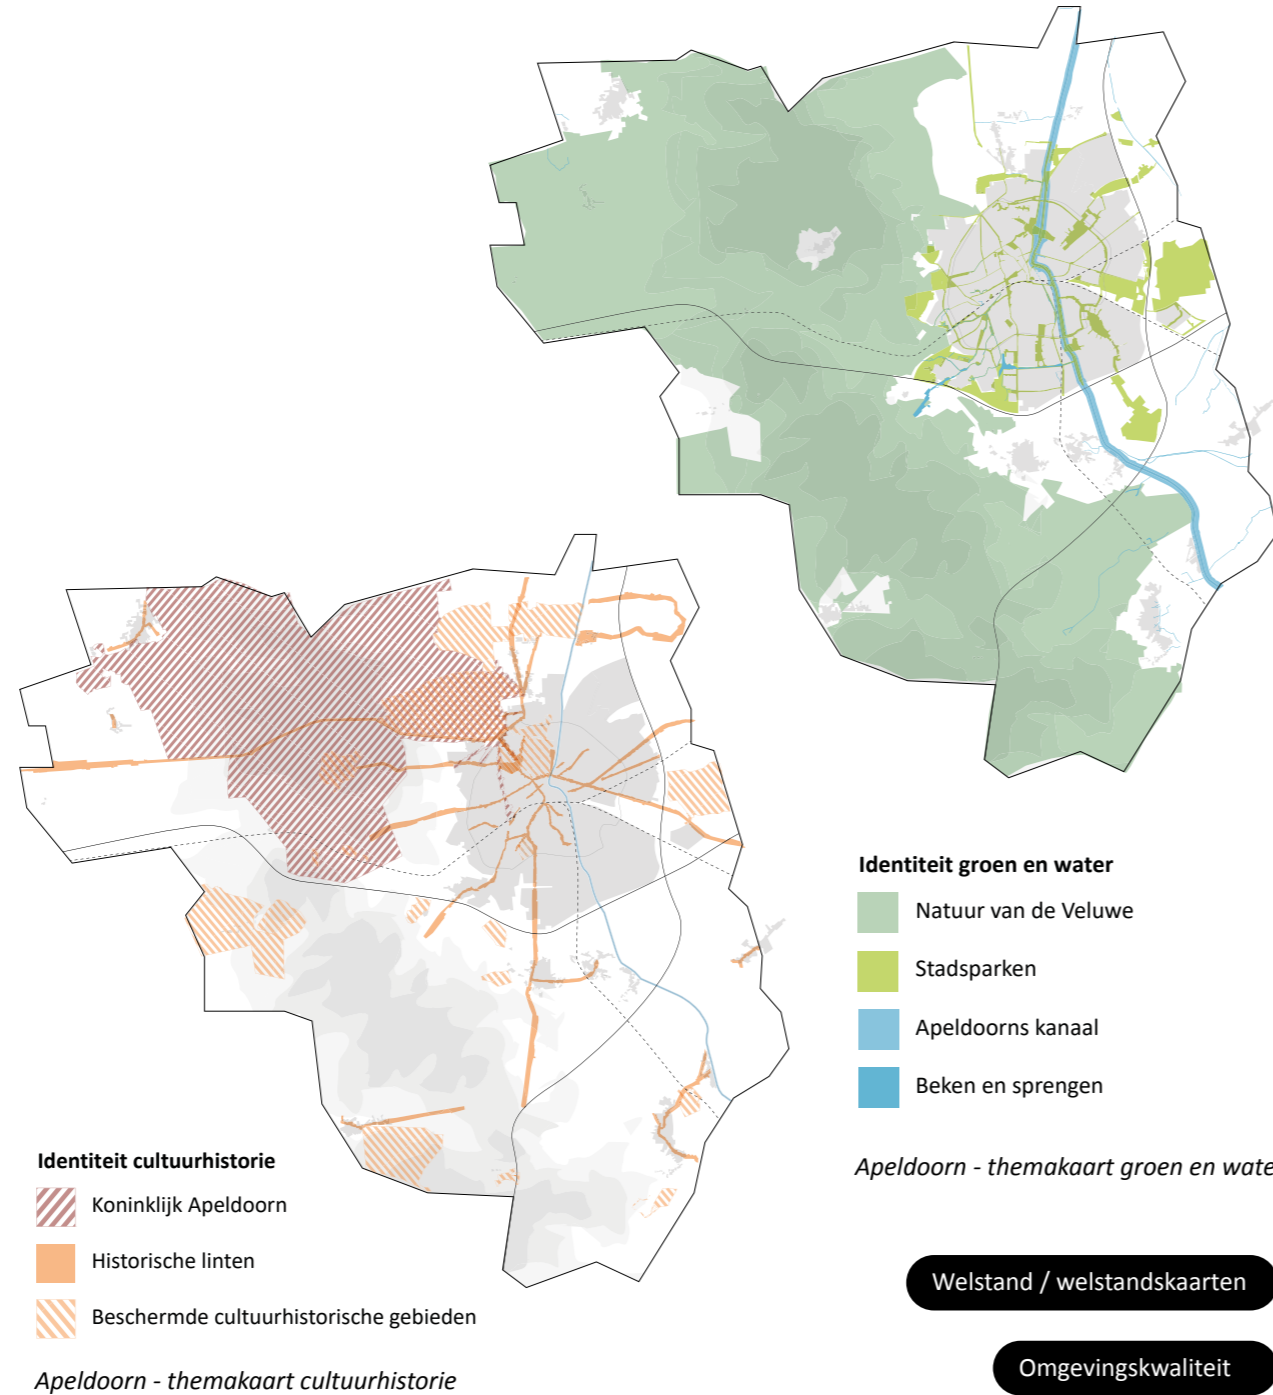 Identiteit groen en water
Natuur van de Veluwe
Stadsparken
Apeldoorns kanaal
Beken en sprengen
Apeldoorn - themakaart groen en wate
Identiteit cultuurhistorie
Koninklijk Apeldoorn
Historische linten
Beschermde cultuurhistorische gebieden
Apeldoorn - themakaart cultuurhistorie
Welstand / welstandskaarten
Omgevingskwaliteit